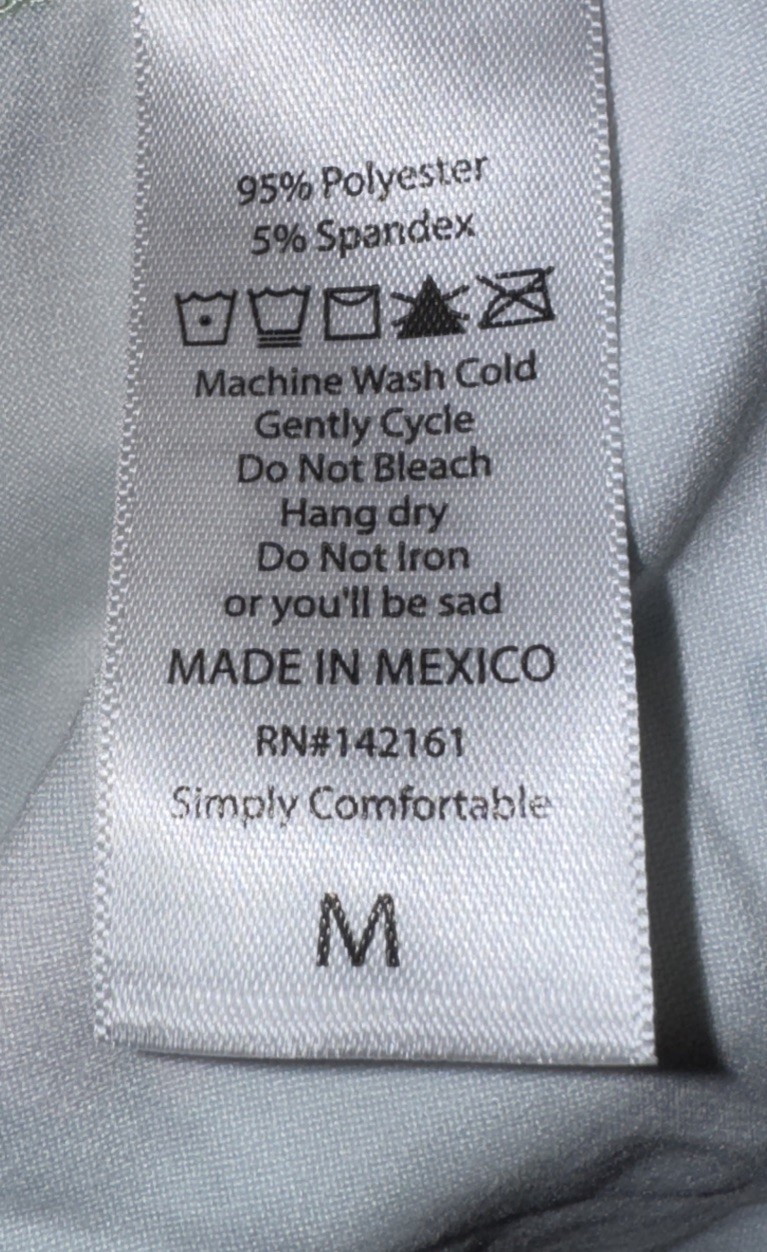 95% Polyester
5% Spandex
Machine Wash Cold
Gently Cycle
Do Not Bleach
Hang dry
Do Not Iron
or you'll be sad
MADE IN MEXICO
RN#142161
Simply Comfortable
M